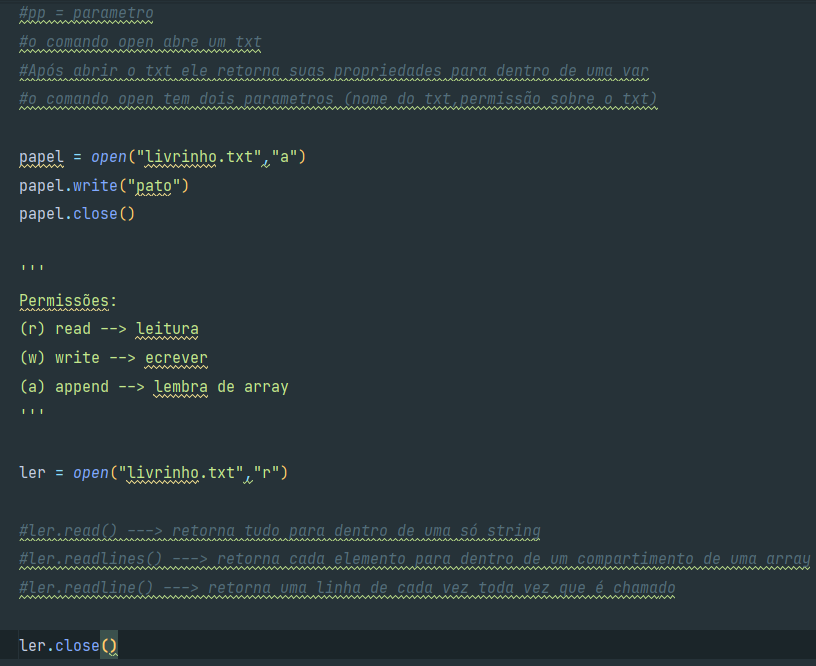 #pp = parametro
#o comando open abre um txt
#Após abrir o txt ele retorna suas propriedades para dentro de uma var
#o comando open tem dois parametros (nome do txt,permissão sobre o txt)
papel = open("livrinho.txt","a")
papel.write("pato")
papel.close()
'''
Permissões:
(r) read --> leitura
(w) write --> ecrever
(a) append --> lembra de array
'''
ler = open("livrinho.txt","r")
#ler.read() ---> retorna tudo para dentro de uma só string
#ler.readlines() ---> retorna cada elemento para dentro de um compartimento de uma array
#ler.readline() ---> retorna uma linha de cada vez toda vez que é chamado
ler.close()